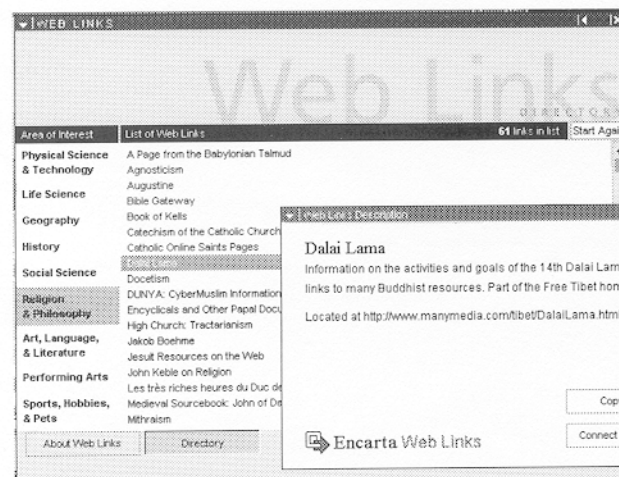 WEB LINKS
Web Links
DIRECTORY
Area of Interest
List of Web Links
61 links in list
Start Agai
Physical Science
& Technology
Life Science
Geography
History
Social Science
Religion
& Philosophy
Art, Language,
& Literature
Performing Arts
Sports, Hobbies,
& Pets
A Page from the Babylonian Talmud
Agnosticism
Augustine
Bible Gateway
Book of Kells
Catechism of the Catholic Church
Catholic Online Saints Pages
Dalai Lama
Docetism
DUNYA: CyberMuslim Information
Encyclicals and Other Papal Docu
High Church: Tractarianism
Jakob Boehme
Jesuit Resources on the Web
John Keble on Religion
Les très riches heures du Duc de
Medieval Sourcebook: John of Da
Mithraism
Web Links Description
Dalai Lama
Information on the activities and goals of the 14th Dalai Lam
links to many Buddhist resources. Part of the Free Tibet hom
Located at http://www.manymedia.com/tibet/DalaiLama.htm
Cop
Connect
Encarta Web Links
About Web Links
Directory